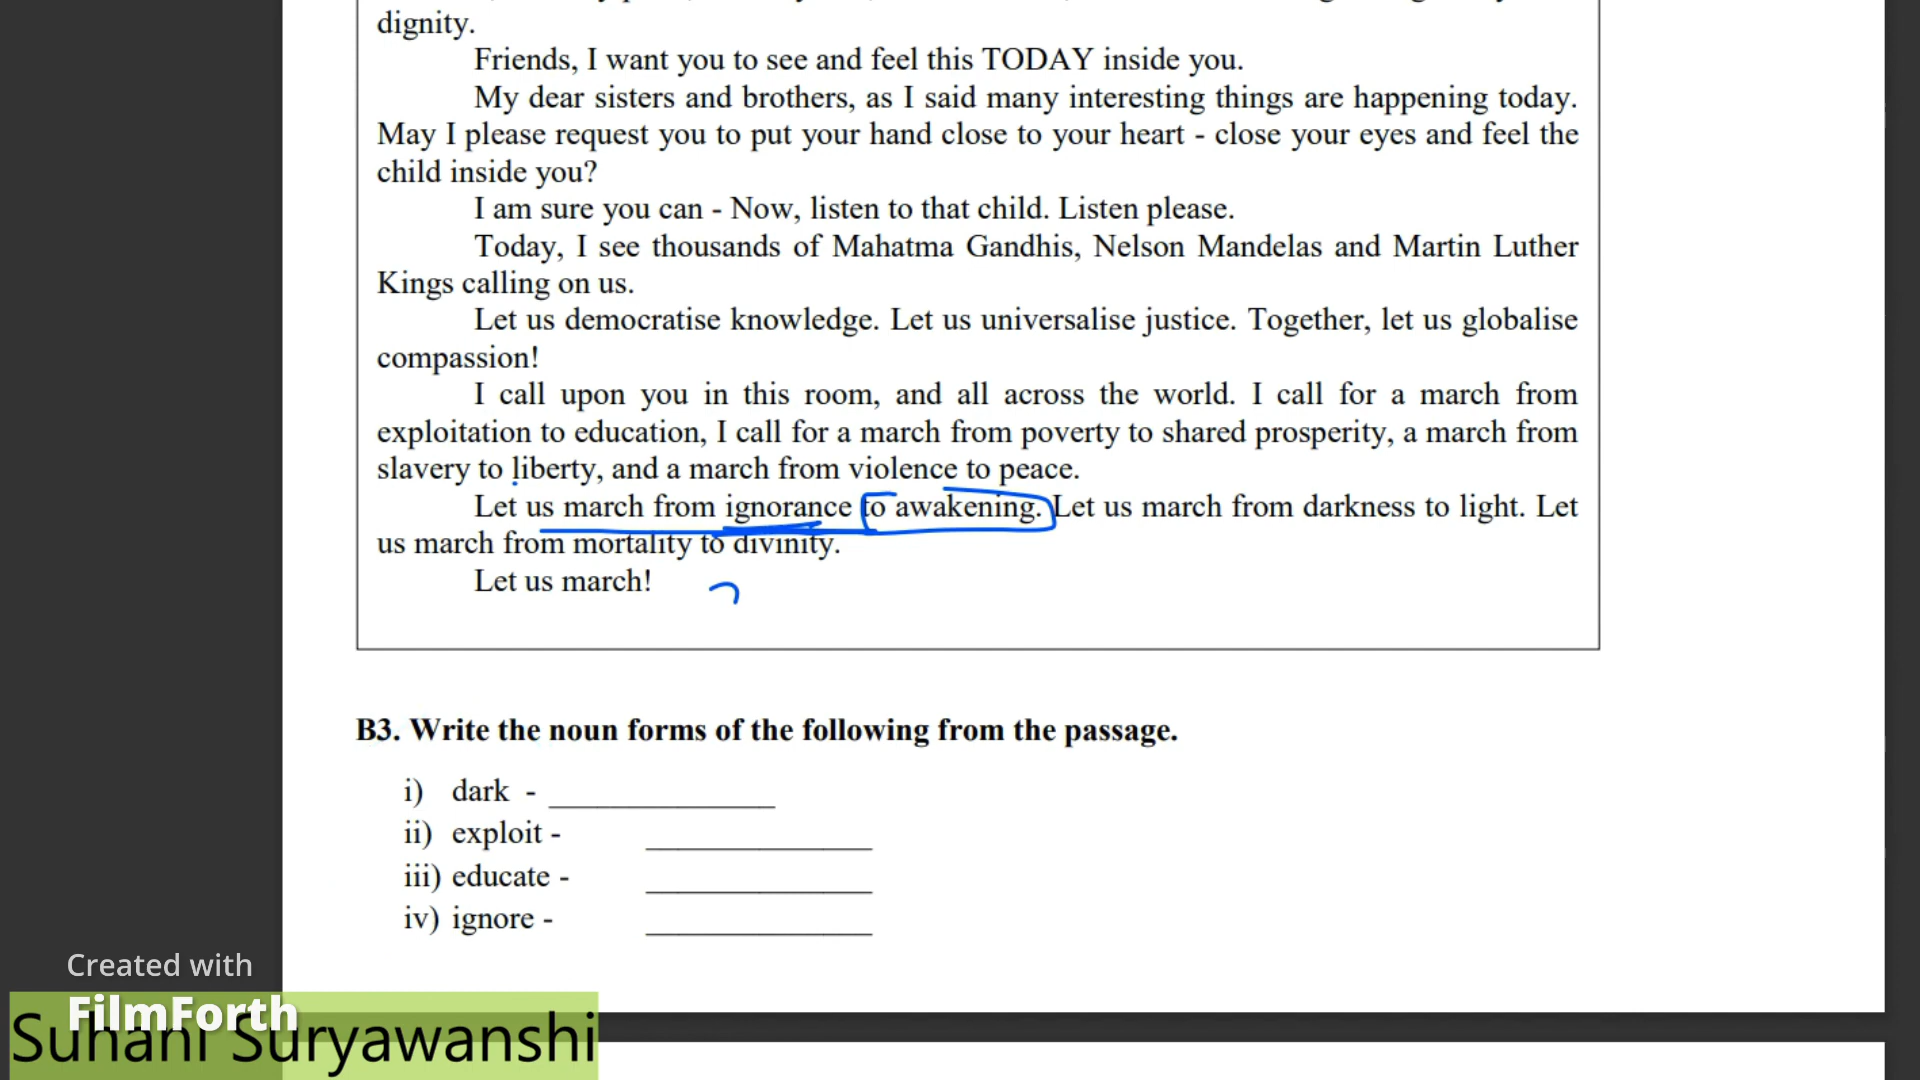 dignity.
Friends, I want you to see and feel this TODAY inside you.
My dear sisters and brothers, as I said many interesting things are happening today.
May I please request you to put your hand close to your heart - close your eyes and feel the
child inside you?
I am sure you can - Now, listen to that child. Listen please.
Today, I see thousands of Mahatma Gandhis, Nelson Mandelas and Martin Luther
Kings calling on us.
Let us democratise knowledge. Let us universalise justice. Together, let us globalise
compassion!
I call upon you in this room, and all across the world. I call for a march from
exploitation to education, I call for a march from poverty to shared prosperity, a march from
slavery to liberty, and a march from violence to peace.
Let us march from ignorance to awakening. Let us march from darkness to light. Let
us march from mortality to divinity.
Let us march!
B3. Write the noun forms of the following from the passage.
i) dark - ______________
ii) exploit - ______________
iii) educate - ______________
iv) ignore - ______________
Created with
FilmForth
Suhani Suryawanshi